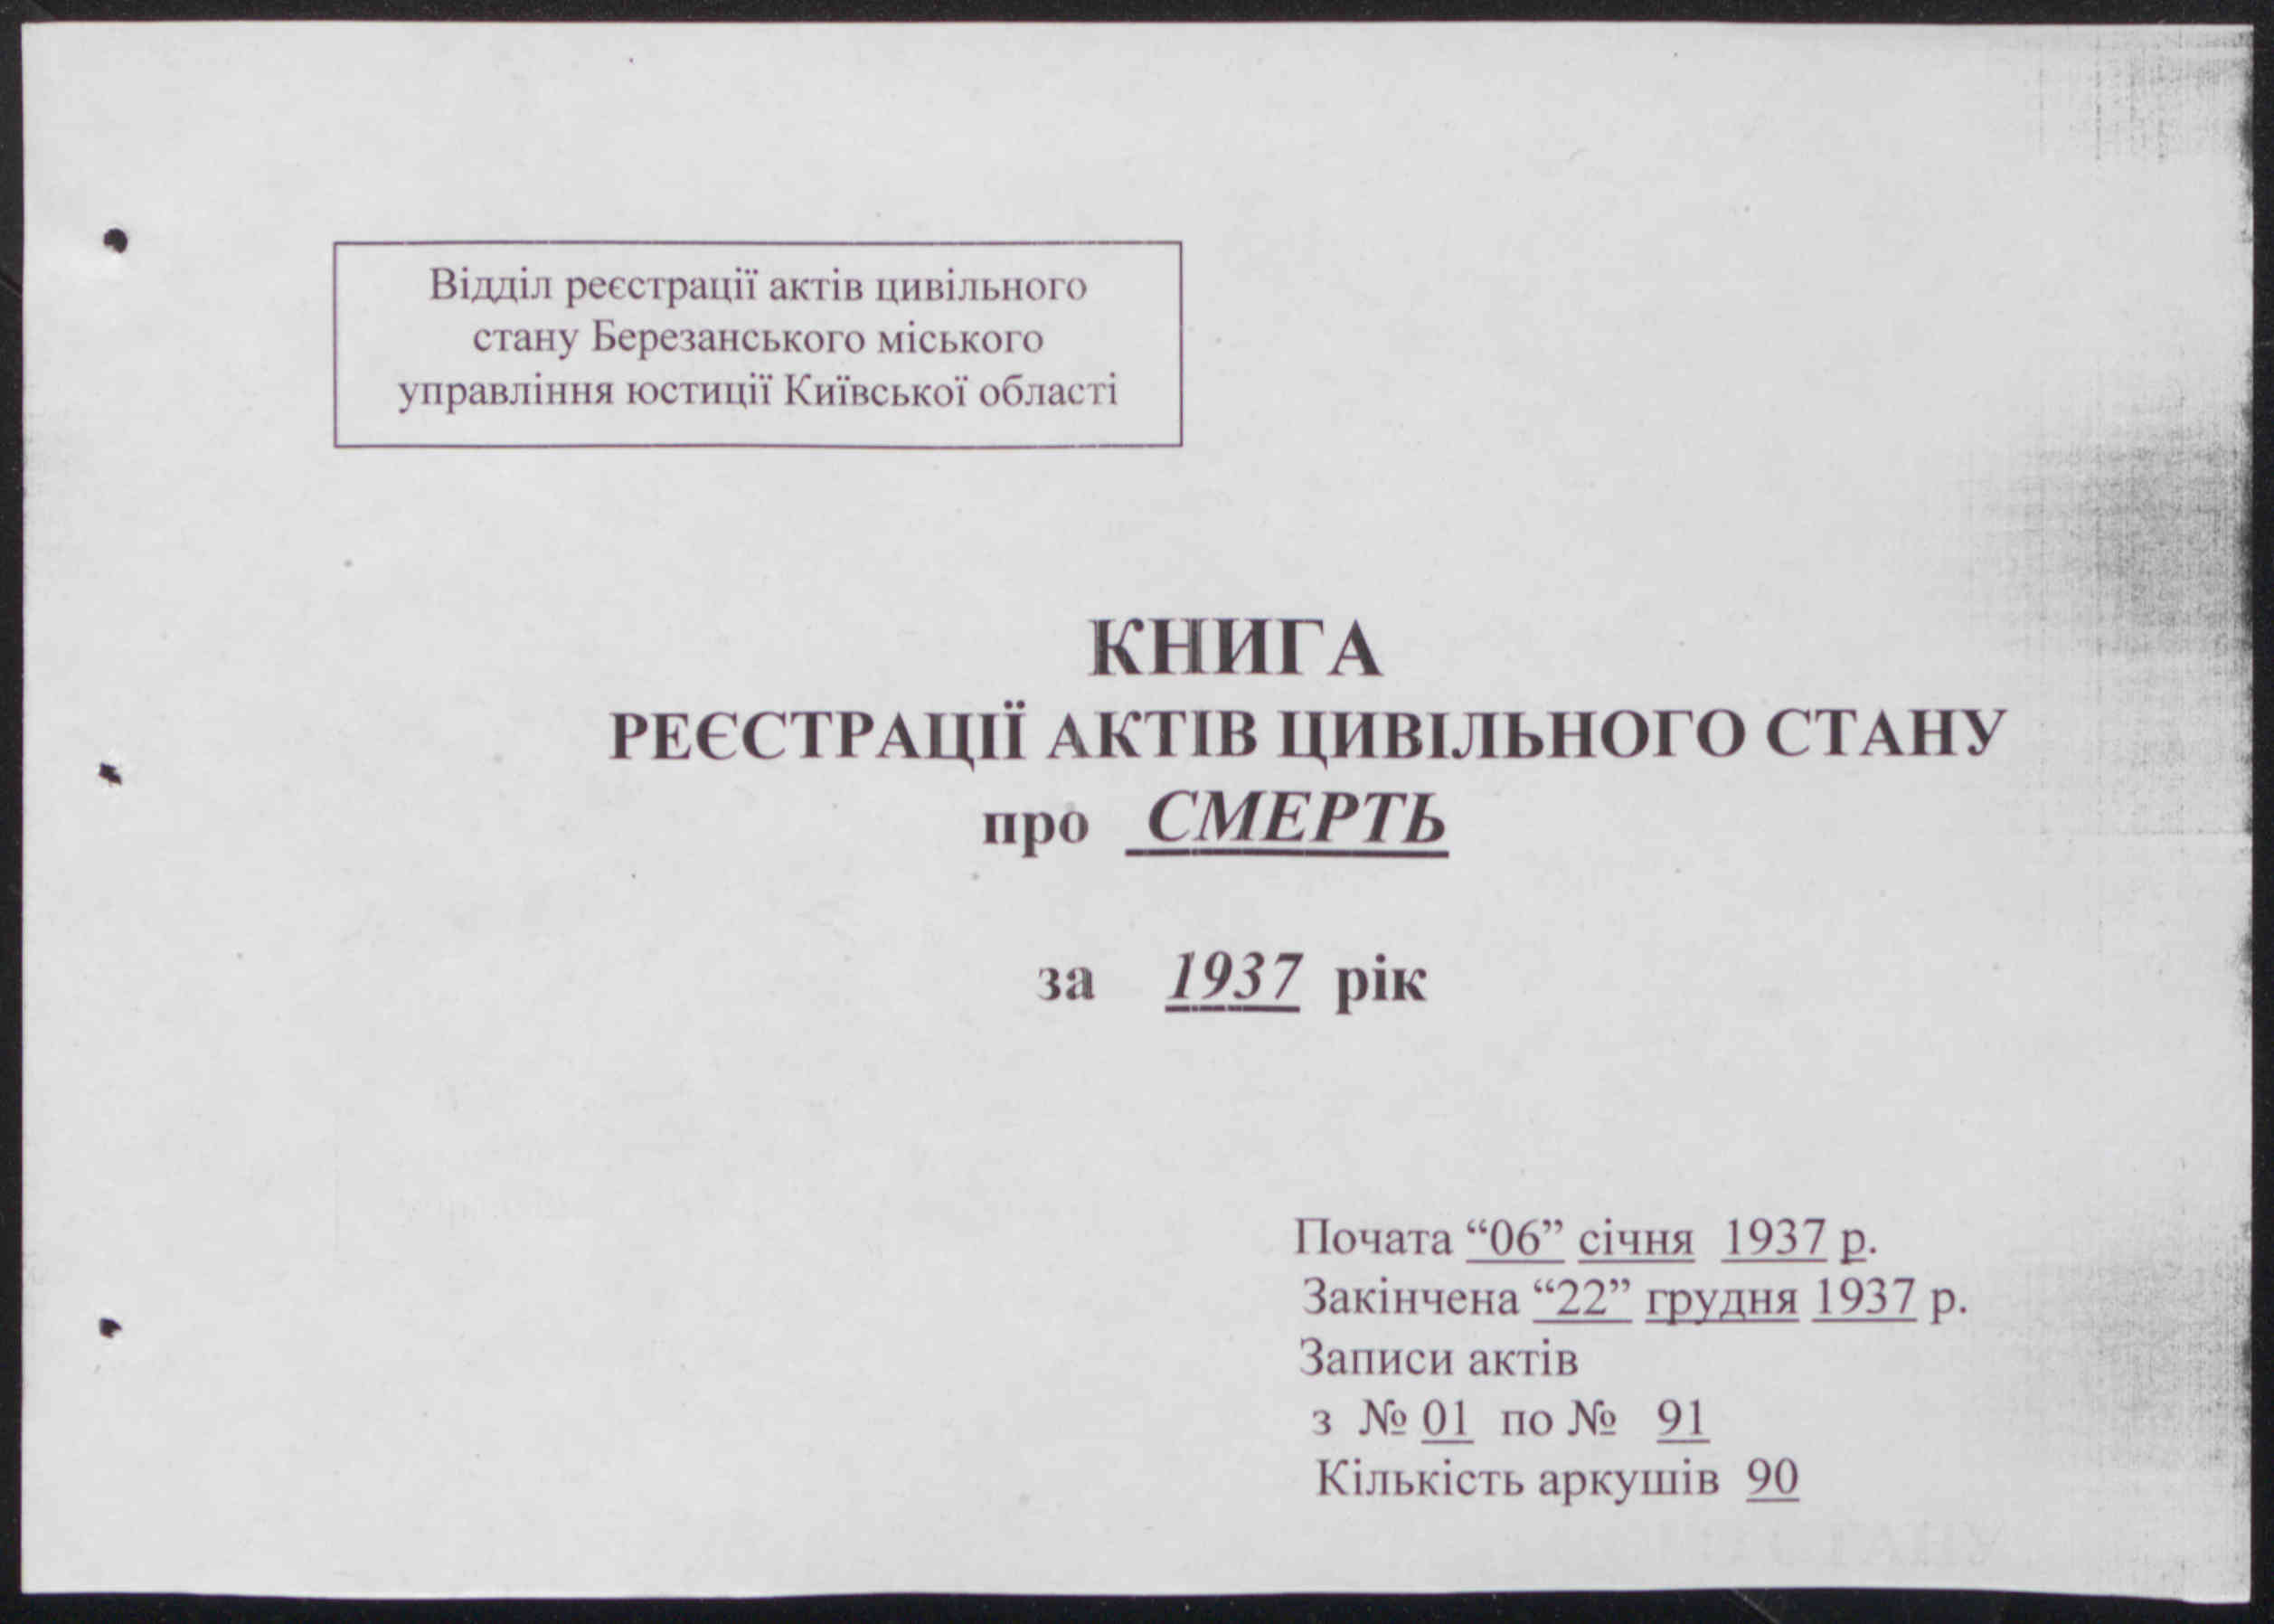 Відділ реєстрації актів цивільного
стану Березанського міського
управління юстиції Київської області
КНИГА
РЕЄСТРАЦІЇ АКТІВ ЦИВІЛЬНОГО СТАНУ
про СМЕРТЬ
за 1937 рік
Почата “06” січня 1937 р.
Закінчена “22” грудня 1937 р.
Записи актів
з № 01 по № 91
Кількість аркушів 90